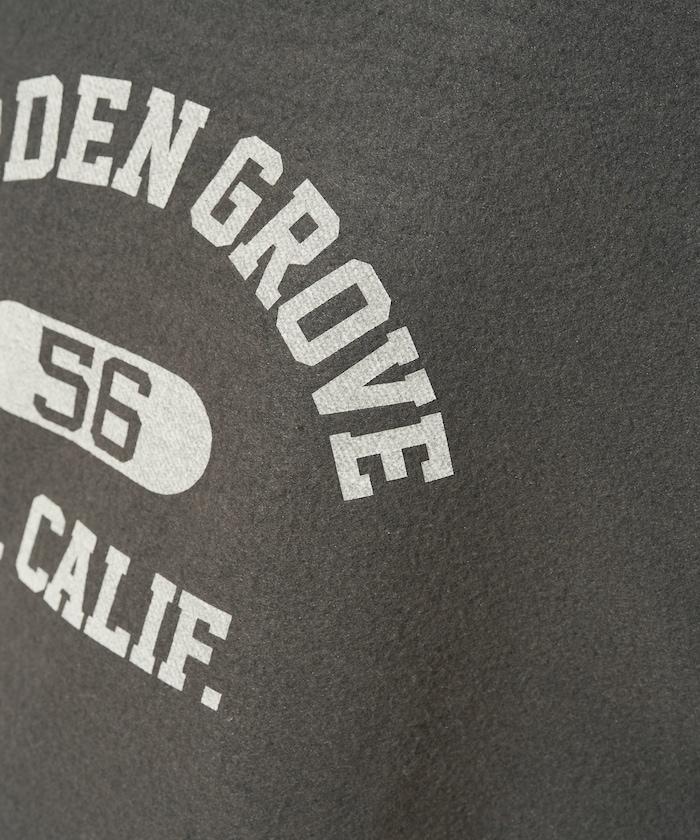 DEN GROVE
56
CALIF.